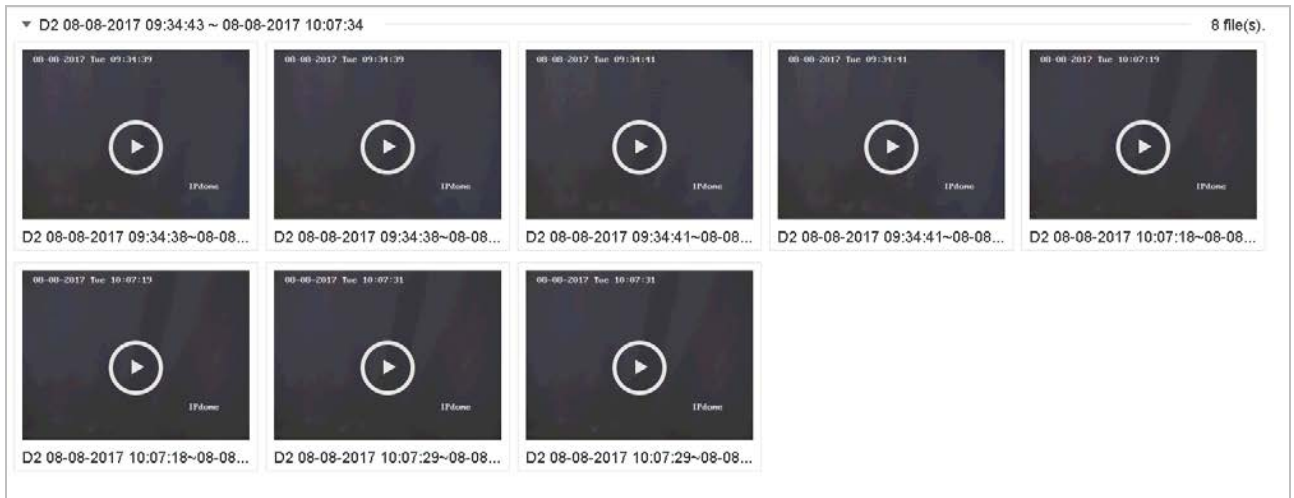 D2 08-08-2017 09:34:43 ~ 08-08-2017 10:07:34
8 file(s).
08-08-2017 Tue 09:34:39
08-08-2017 Tue 09:34:39
08-08-2017 Tue 09:34:41
08-08-2017 Tue 09:34:41
08-08-2017 Tue 10:07:19
IPdome
IPdome
IPdome
IPdome
IPdome
D2 08-08-2017 09:34:38~08-08...
D2 08-08-2017 09:34:38~08-08...
D2 08-08-2017 09:34:41~08-08...
D2 08-08-2017 09:34:41~08-08...
D2 08-08-2017 10:07:18~08-08...
08-08-2017 Tue 10:07:19
08-08-2017 Tue 10:07:31
08-08-2017 Tue 10:07:31
IPdome
IPdome
IPdome
D2 08-08-2017 10:07:18~08-08...
D2 08-08-2017 10:07:29~08-08...
D2 08-08-2017 10:07:29~08-08...